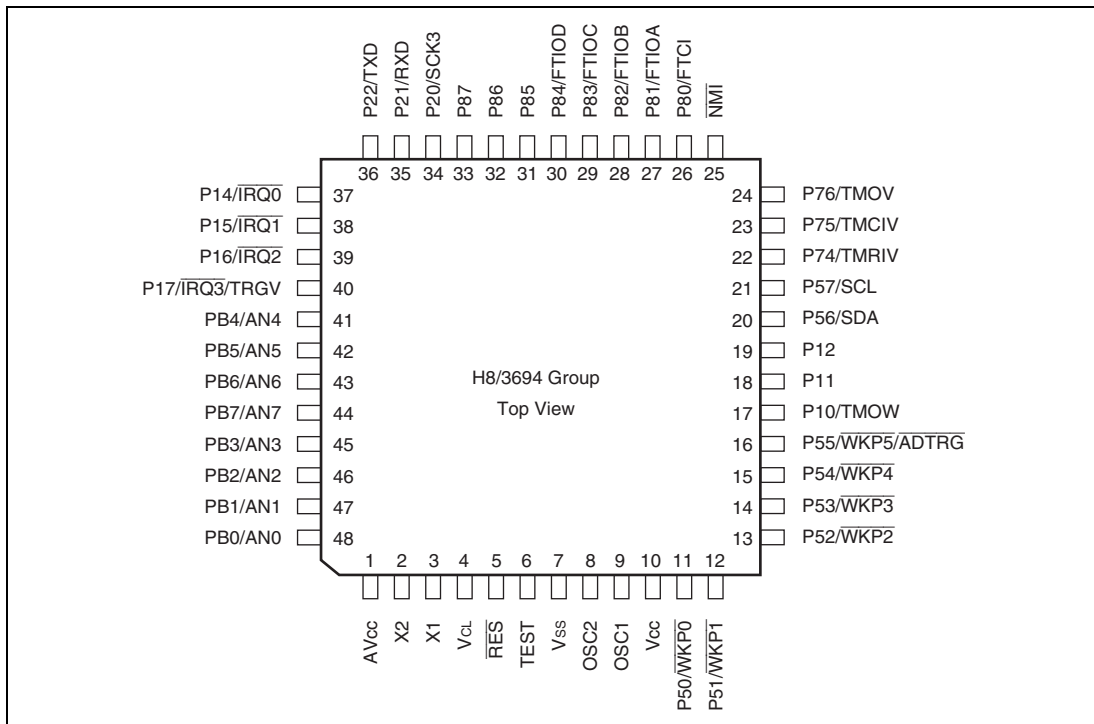 P22/TXD
P21/RXD
P20/SCK3
P87
P86
P85
P84/FTIOD
P83/FTIOC
P82/FTIOB
P81/FTIOA
P80/FTCI
NMI
36 35 34 33 32 31 30 29 28 27 26 25
P14/IRQ0 37 24 P76/TMOV
P15/IRQ1 38 23 P75/TMCIV
P16/IRQ2 39 22 P74/TMRIV
P17/IRQ3/TRGV 40 21 P57/SCL
PB4/AN4 41 20 P56/SDA
PB5/AN5 42 19 P12
PB6/AN6 43 H8/3694 Group 18 P11
PB7/AN7 44 Top View 17 P10/TMOW
PB3/AN3 45 16 P55/WKP5/ADTRG
PB2/AN2 46 15 P54/WKP4
PB1/AN1 47 14 P53/WKP3
PB0/AN0 48 13 P52/WKP2
1 2 3 4 5 6 7 8 9 10 11 12
AVcc
X2
X1
VCL
RES
TEST
Vss
OSC2
OSC1
Vcc
P50/WKP0
P51/WKP1